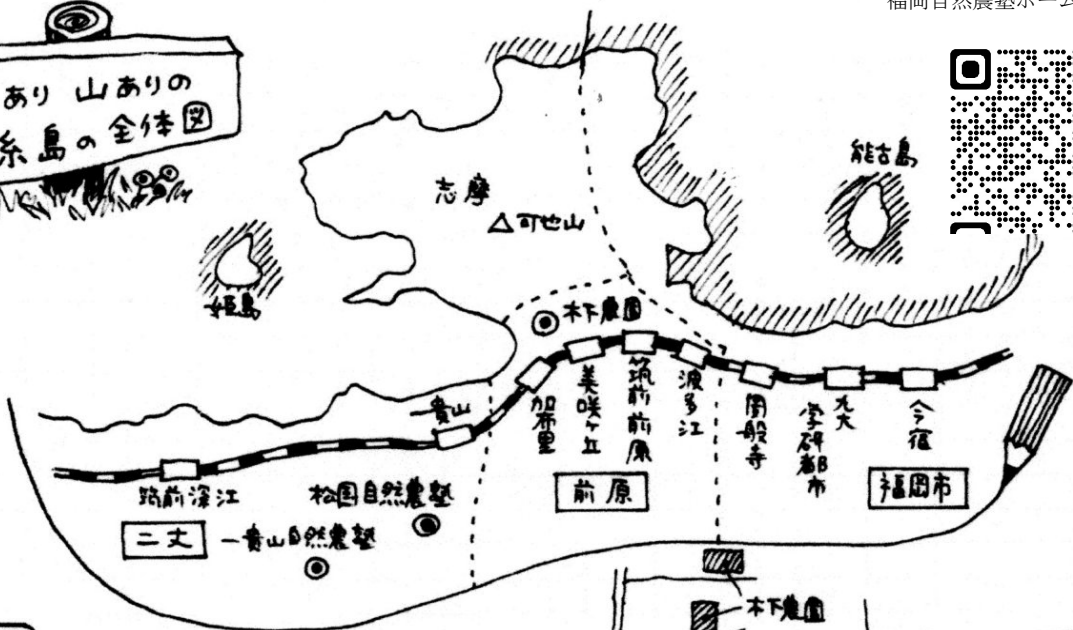 福岡自然農塾ホーム
あり 山ありの
糸島の全体図
能古島
志摩
△可也山
姫島
木下農園
一貴山
加布里
美咲ヶ丘
筑前前原
波多江
周船寺
九大
学研都市
今宿
筑前深江
松国自然農塾
前原
福岡市
二丈
一貴山自然農塾
木下農園